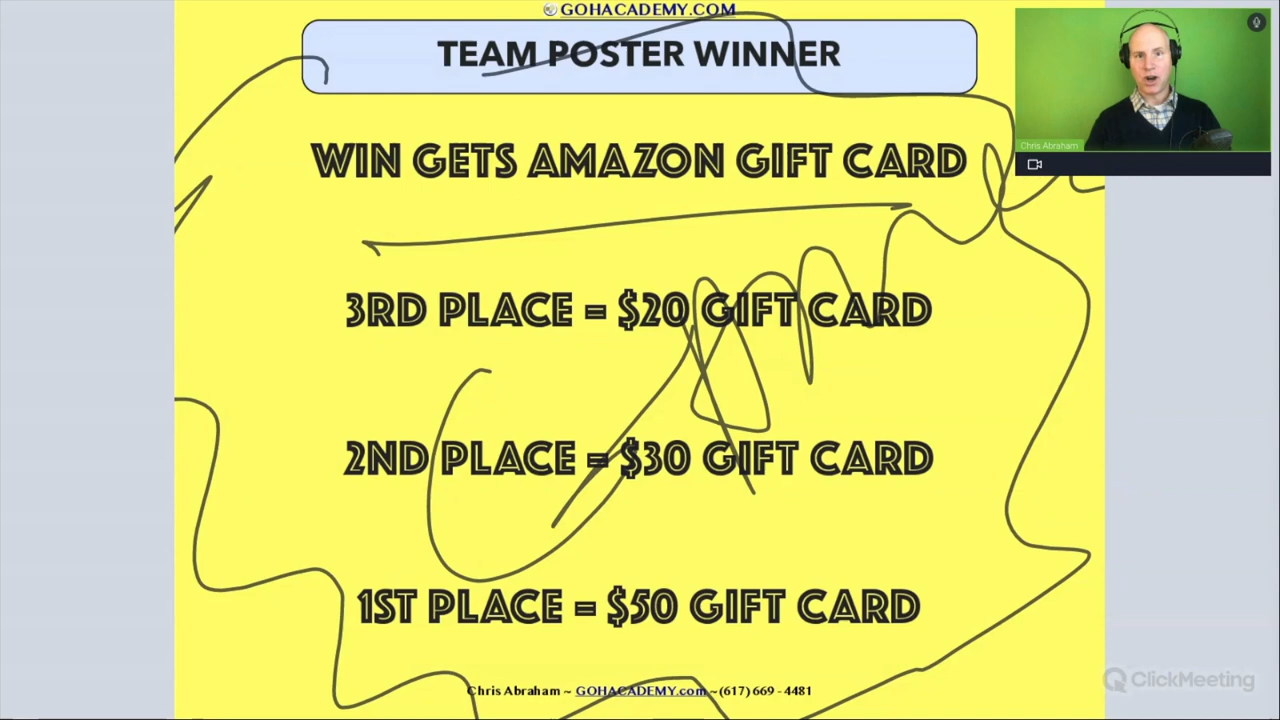 GOHACADEMY.COM
TEAM POSTER WINNER
Chris Abraham
WIN GETS AMAZON GIFT CARD
3RD PLACE = $20 GIFT CARD
2ND PLACE = $30 GIFT CARD
1ST PLACE = $50 GIFT CARD
Chris Abraham ~ GOHACADEMY.com ~(617) 669 - 4481
ClickMeeting